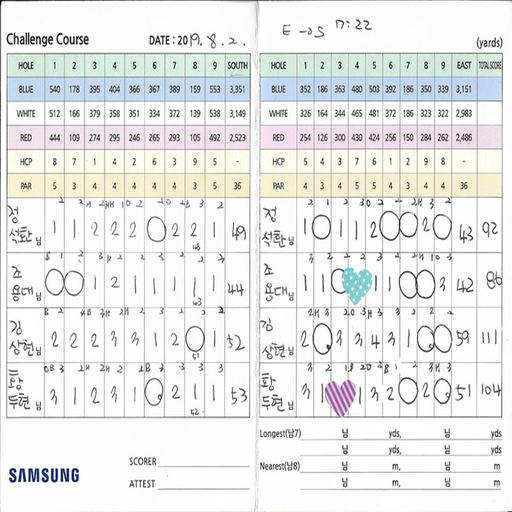 Challenge Course DATE : 2019. 8. 2.
HOLE 1 2 3 4 5 6 7 8 9 SOUTH
BLUE 540 178 395 404 366 367 389 159 553 3,351
WHITE 512 166 379 358 351 334 372 139 538 3,149
RED 444 109 274 295 246 265 293 105 492 2,523
HCP 8 7 1 4 2 6 3 9 5 -
PAR 5 3 4 4 4 4 4 3 5 36
정
석환님 1 1 2 2 2 0 2 2 1 49
조
용대님 0 0 1 2 1 1 1 1 1 44
김
상현님 2 2 2 3 3 1 2 0 1 52
황
두현님 3 1 2 3 1 0 2 1 1 53
SAMSUNG
SCORER
ATTEST
E → S 17:22
(yards)
HOLE 1 2 3 4 5 6 7 8 9 EAST TOTAL SCORE
BLUE 352 186 363 480 503 392 186 350 339 3,151
WHITE 326 164 344 465 481 372 186 323 322 2,983
RED 254 126 300 430 424 256 150 284 262 2,486
HCP 5 4 3 7 6 1 2 9 8 -
PAR 4 3 4 5 5 4 3 4 4 36
정
석환님 1 0 1 1 2 0 0 2 0 43 92
조
용대님 1 1 0 1 1 0 0 3 42 86
김
상현님 2 0 3 3 4 3 1 0 0 59 111
황
두현님 3 1 1 3 2 0 2 0 51 104
Longest(남7) 님 yds, 님 yds
님 yds, 님 yds
Nearest(남8) 님 m, 님 m
님 m, 님 m